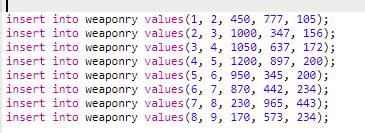 insert into weaponry values(1, 2, 450, 777, 105);
insert into weaponry values(2, 3, 1000, 347, 156);
insert into weaponry values(3, 4, 1050, 637, 172);
insert into weaponry values(4, 5, 1200, 897, 200);
insert into weaponry values(5, 6, 950, 345, 200);
insert into weaponry values(6, 7, 870, 442, 234);
insert into weaponry values(7, 8, 230, 965, 443);
insert into weaponry values(8, 9, 170, 573, 234);